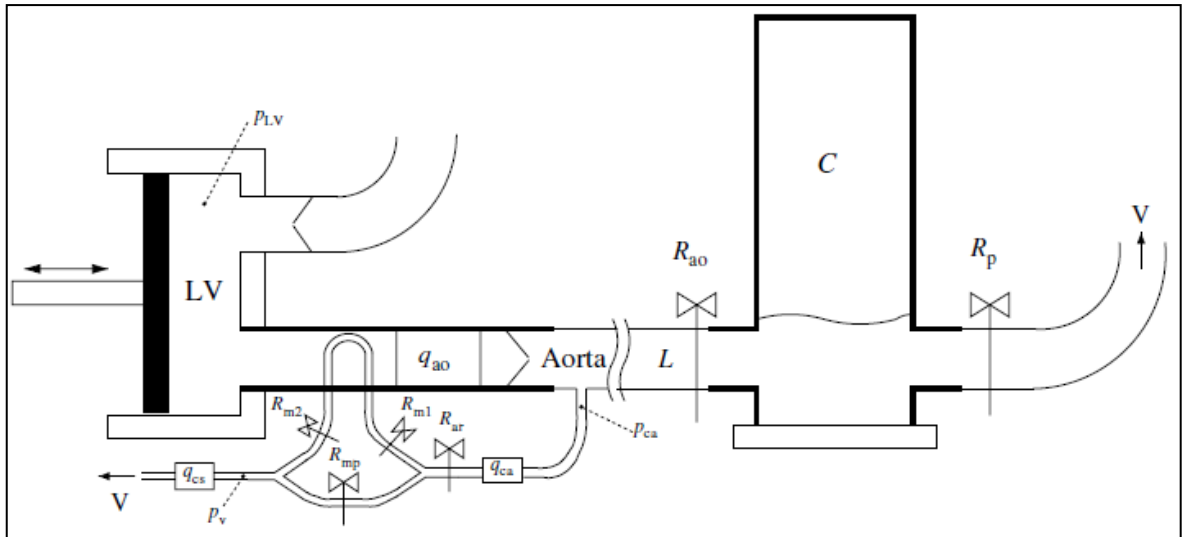 p_LV
C
V
R_ao
R_p
LV
q_ao
Aorta
L
R_m2
R_m1
R_ar
p_ca
R_mp
q_cs
q_ca
V
p_v